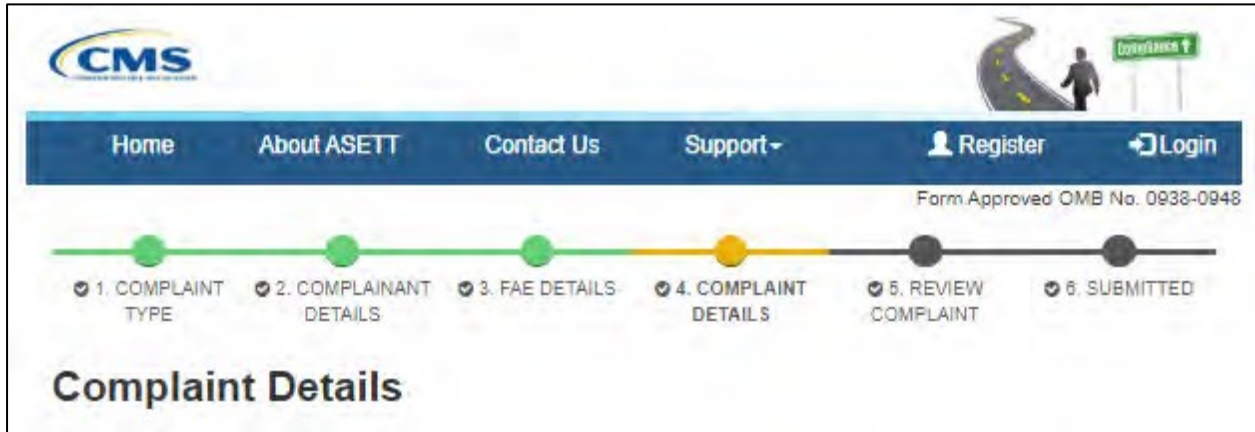 CMS
Compliance
Home About ASETT Contact Us Support Register Login
Form Approved OMB No. 0938-0948
1. COMPLAINT TYPE
2. COMPLAINANT DETAILS
3. FAE DETAILS
4. COMPLAINT DETAILS
5. REVIEW COMPLAINT
6. SUBMITTED
Complaint Details